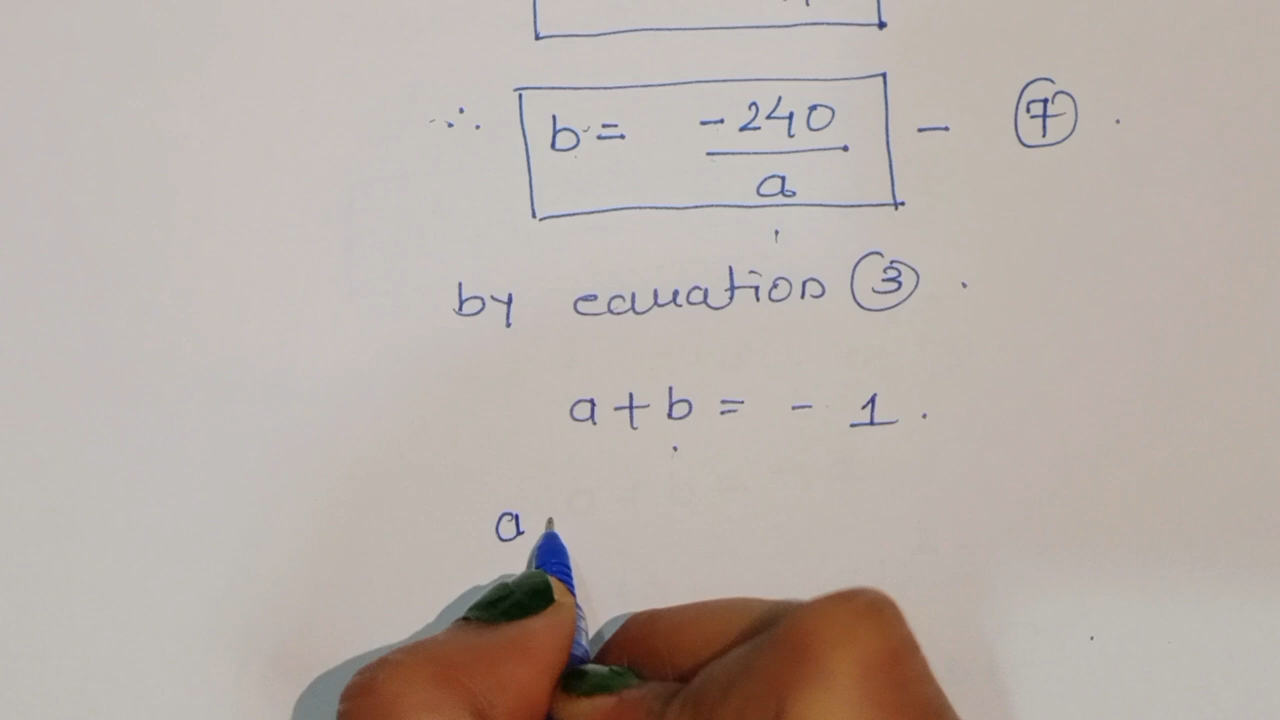 ∴ b = -240/a - ⑦
by equation ③.
a + b = - 1.
a